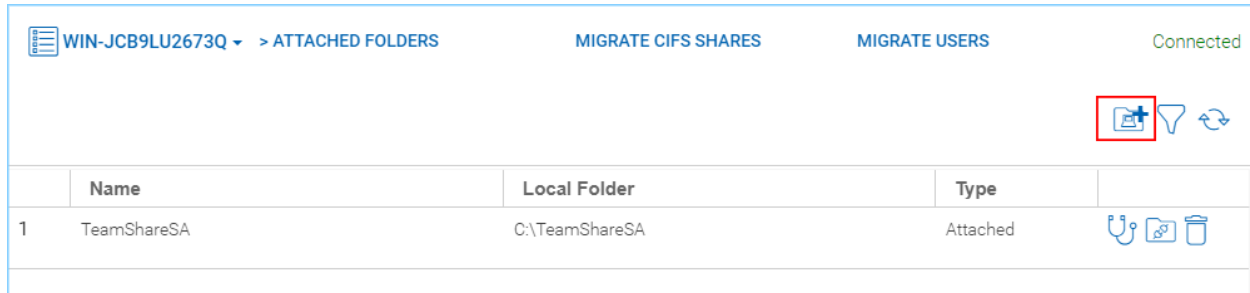 WIN-JCB9LU2673Q > ATTACHED FOLDERS MIGRATE CIFS SHARES MIGRATE USERS Connected
Name Local Folder Type
1 TeamShareSA C:\TeamShareSA Attached